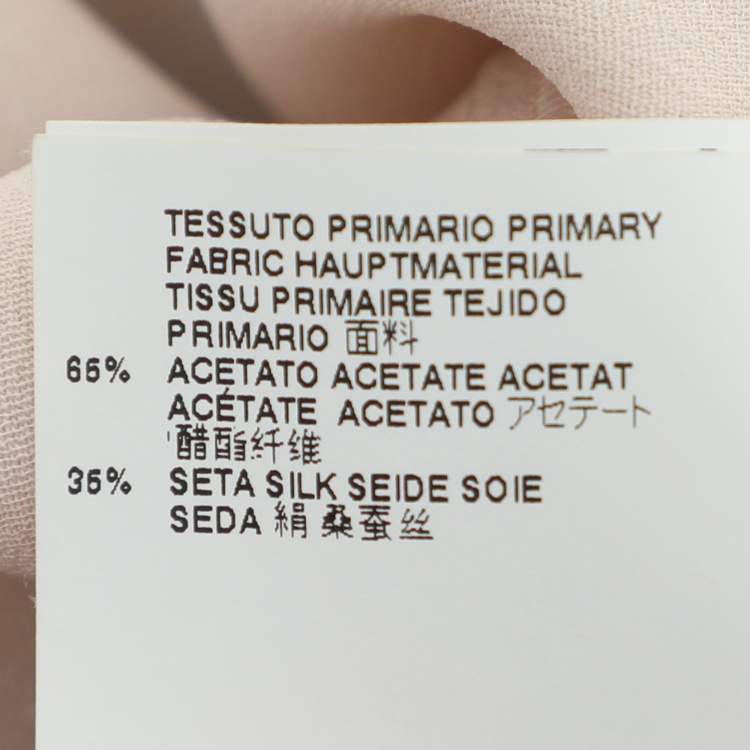 TESSUTO PRIMARIO PRIMARY
FABRIC HAUPTMATERIAL
TISSU PRIMAIRE TEJIDO
PRIMARIO 面料
65% ACETATO ACETATE ACETAT
ACÉTATE ACETATO アセテート
醋酯纤维
35% SETA SILK SEIDE SOIE
SEDA 絹 桑蚕丝